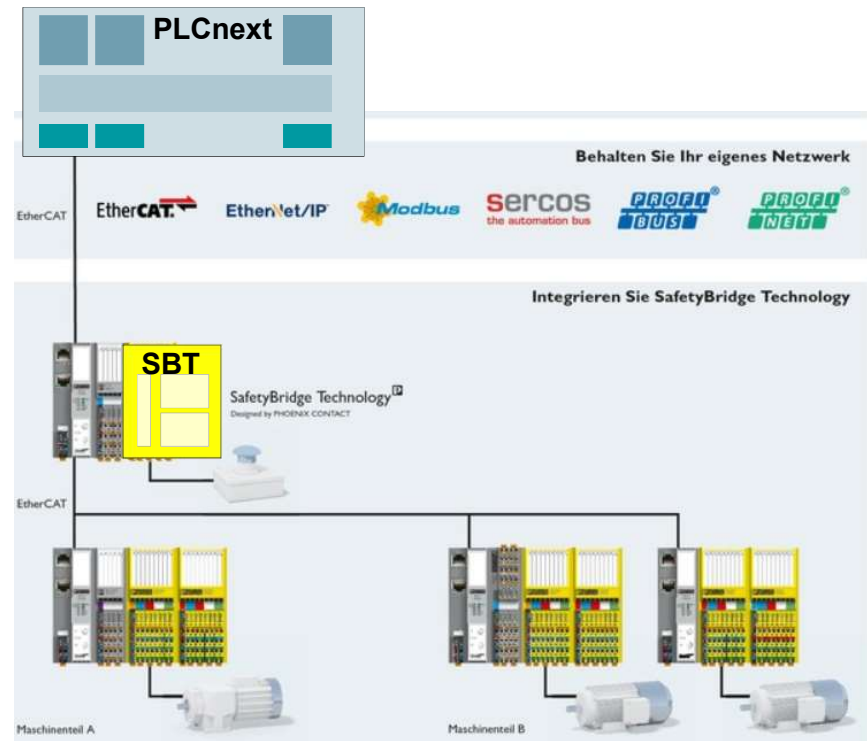 PLCnext
Behalten Sie Ihr eigenes Netzwerk
EtherCAT
EtherCAT
EtherNet/IP
Modbus
sercos
the automation bus
PROFI
BUS
PROFI
NET
Integrieren Sie SafetyBridge Technology
SBT
SafetyBridge Technology
Designed by PHOENIX CONTACT
EtherCAT
Maschinenteil A
Maschinenteil B